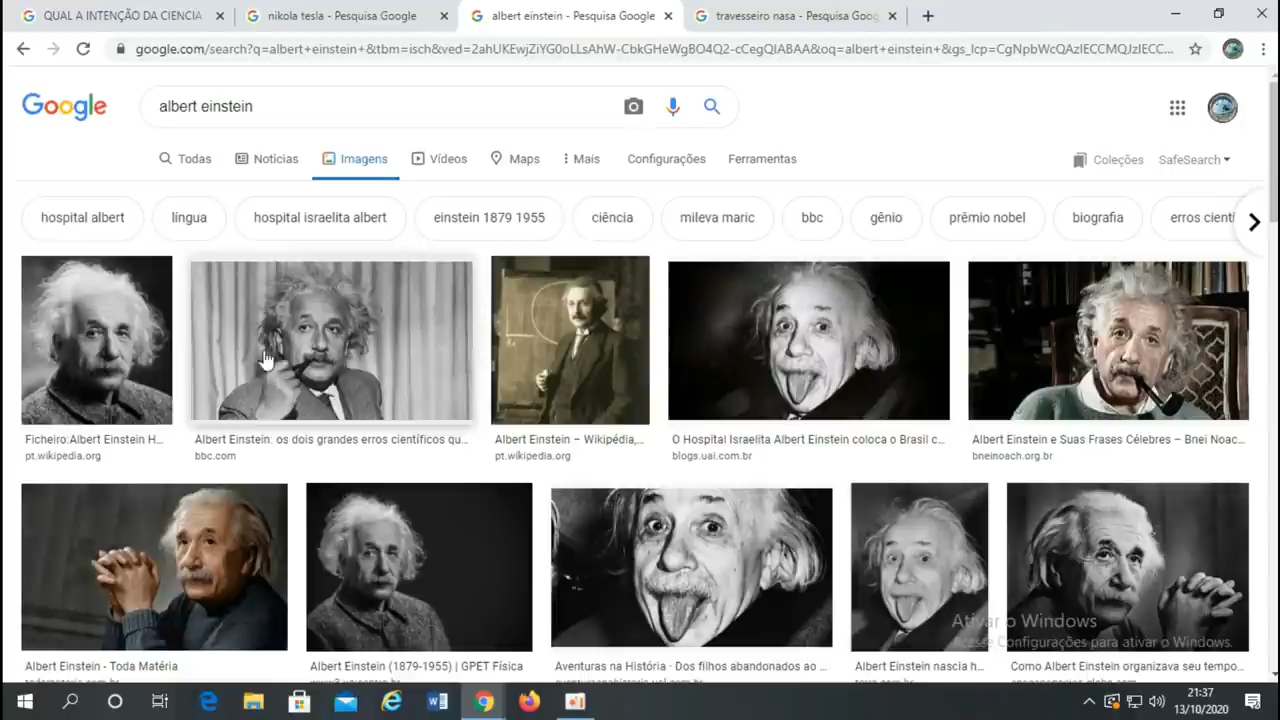 QUAL A INTENÇÃO DA CIENCIA
nikola tesla - Pesquisa Google
albert einstein - Pesquisa Google
travesseiro nasa - Pesquisa Goog
google.com/search?q=albert+einstein+&tbm=isch&ved=2ahUKEwjZiYG0oLLsAhW-CbkGHeWgBO4Q2-cCegQIABAA&oq=albert+einstein+&gs_lcp=CgNpbWcQAzIECCMQJzIECC...
Google
albert einstein
Todas
Notícias
Imagens
Vídeos
Maps
Mais
Configurações
Ferramentas
Coleções
SafeSearch
hospital albert
língua
hospital israelita albert
einstein 1879 1955
ciência
mileva maric
bbc
gênio
prêmio nobel
biografia
erros cientí
Ficheiro:Albert Einstein H...
pt.wikipedia.org
Albert Einstein: os dois grandes erros científicos qu...
bbc.com
Albert Einstein – Wikipédia,...
pt.wikipedia.org
O Hospital Israelita Albert Einstein coloca o Brasil c...
blogs.uai.com.br
Albert Einstein e Suas Frases Célebres – Bnei Noac...
bneinoach.org.br
Albert Einstein - Toda Matéria
Albert Einstein (1879-1955) | GPET Física
Aventuras na História · Dos filhos abandonados ao ...
Albert Einstein nascia h...
Como Albert Einstein organizava seu tempo...
Ativar o Windows
Acesse Configurações para ativar o Windows.
21:37
13/10/2020